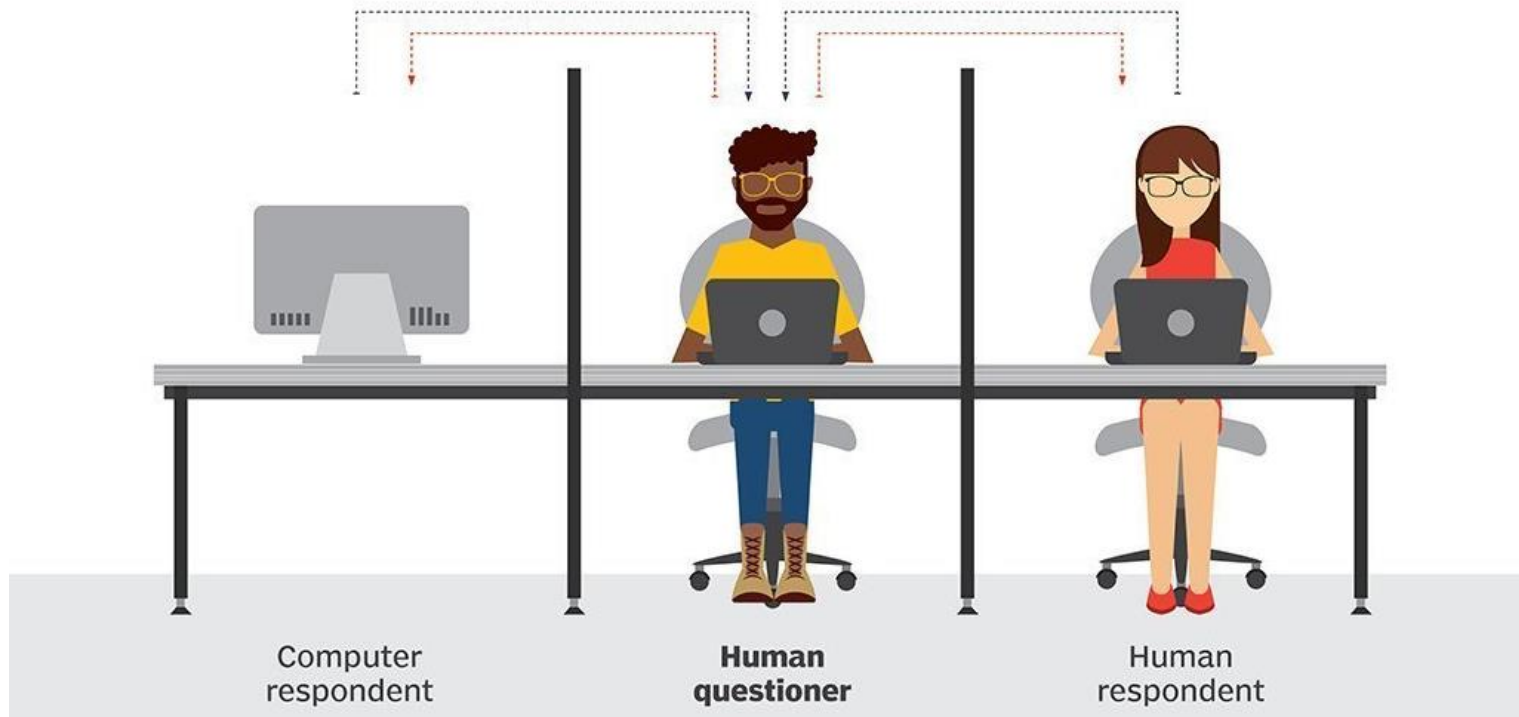 Computer
respondent
Human
questioner
Human
respondent